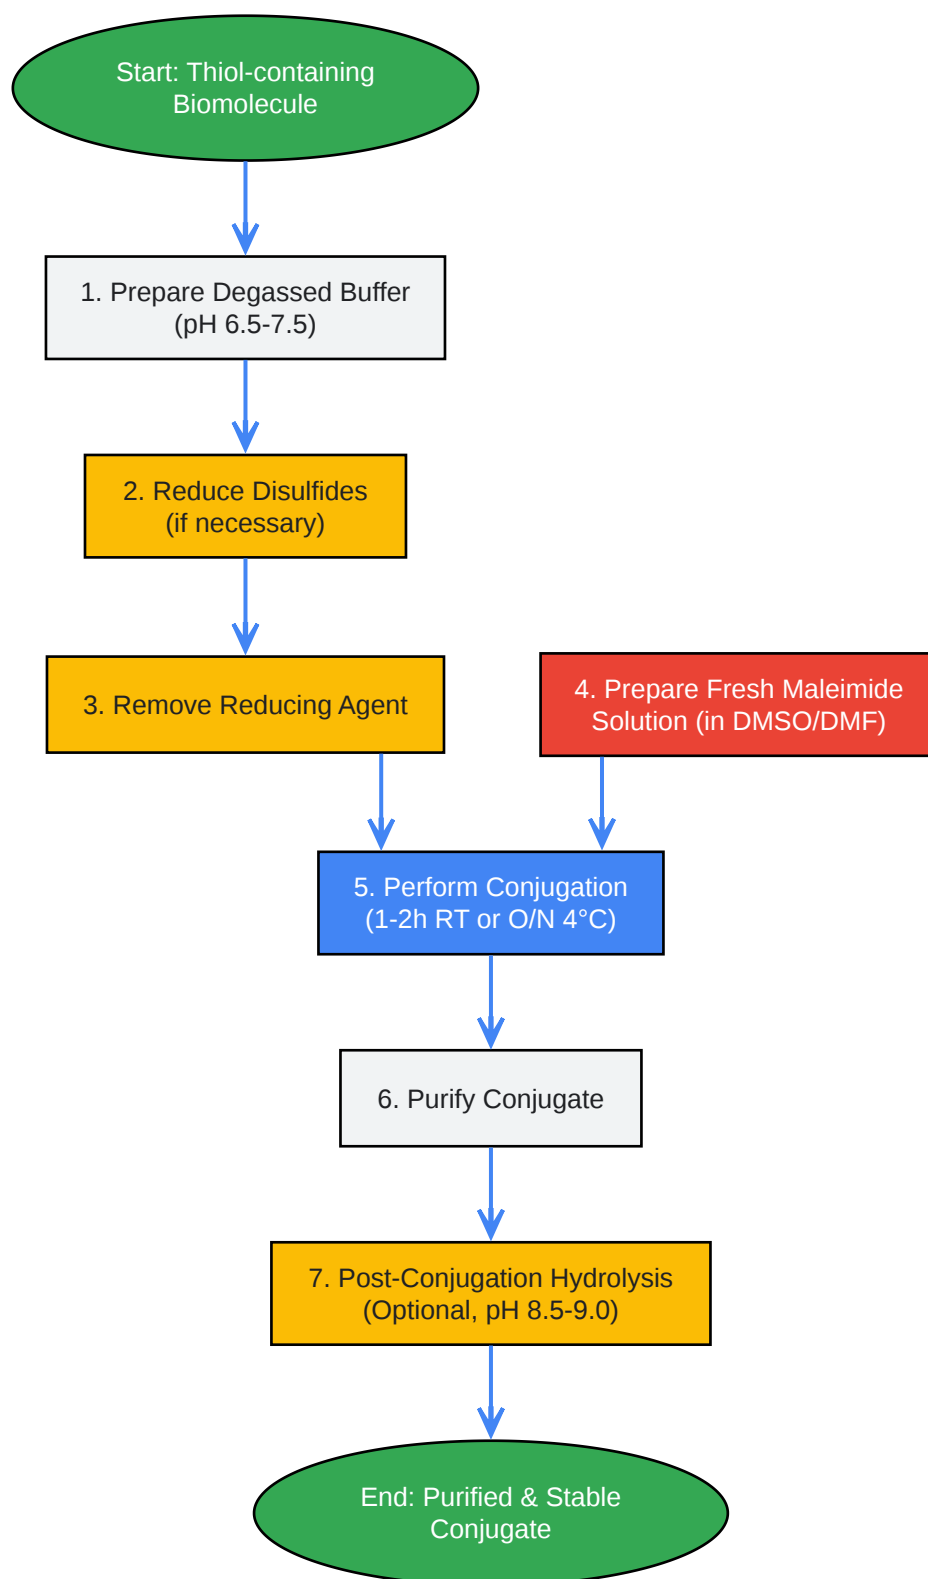 Start: Thiol-containing
Biomolecule
1. Prepare Degassed Buffer
(pH 6.5-7.5)
2. Reduce Disulfides
(if necessary)
3. Remove Reducing Agent
4. Prepare Fresh Maleimide
Solution (in DMSO/DMF)
5. Perform Conjugation
(1-2h RT or O/N 4°C)
6. Purify Conjugate
7. Post-Conjugation Hydrolysis
(Optional, pH 8.5-9.0)
End: Purified & Stable
Conjugate